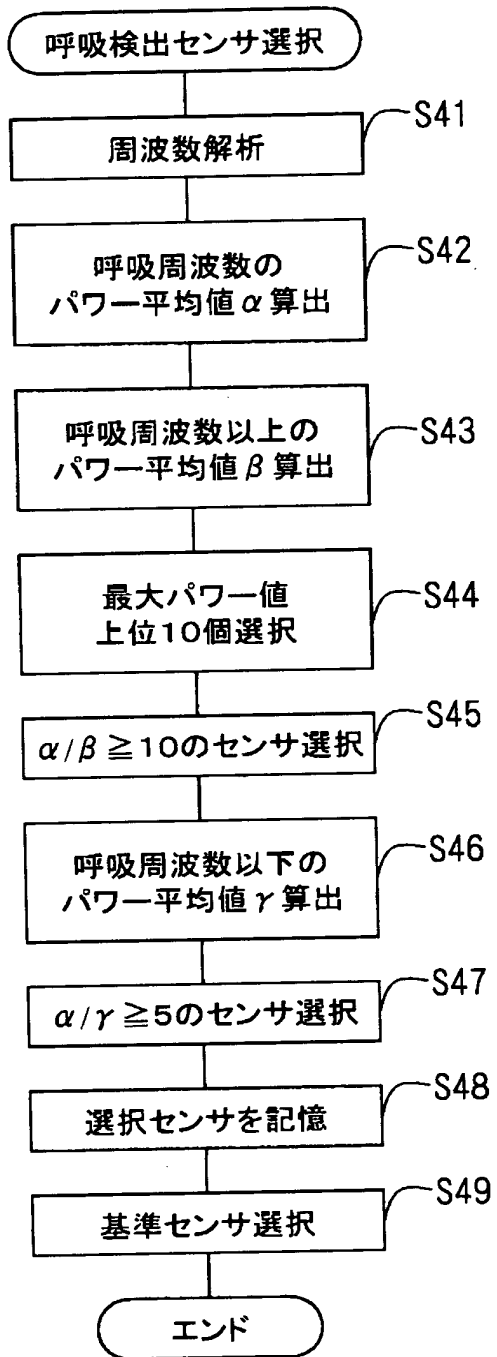 呼吸検出センサ選択
S41
周波数解析
S42
呼吸周波数の
パワー平均値α算出
S43
呼吸周波数以上の
パワー平均値β算出
S44
最大パワー値
上位10個選択
S45
α/β≧10のセンサ選択
S46
呼吸周波数以下の
パワー平均値γ算出
S47
α/γ≧5のセンサ選択
S48
選択センサを記憶
S49
基準センサ選択
エンド